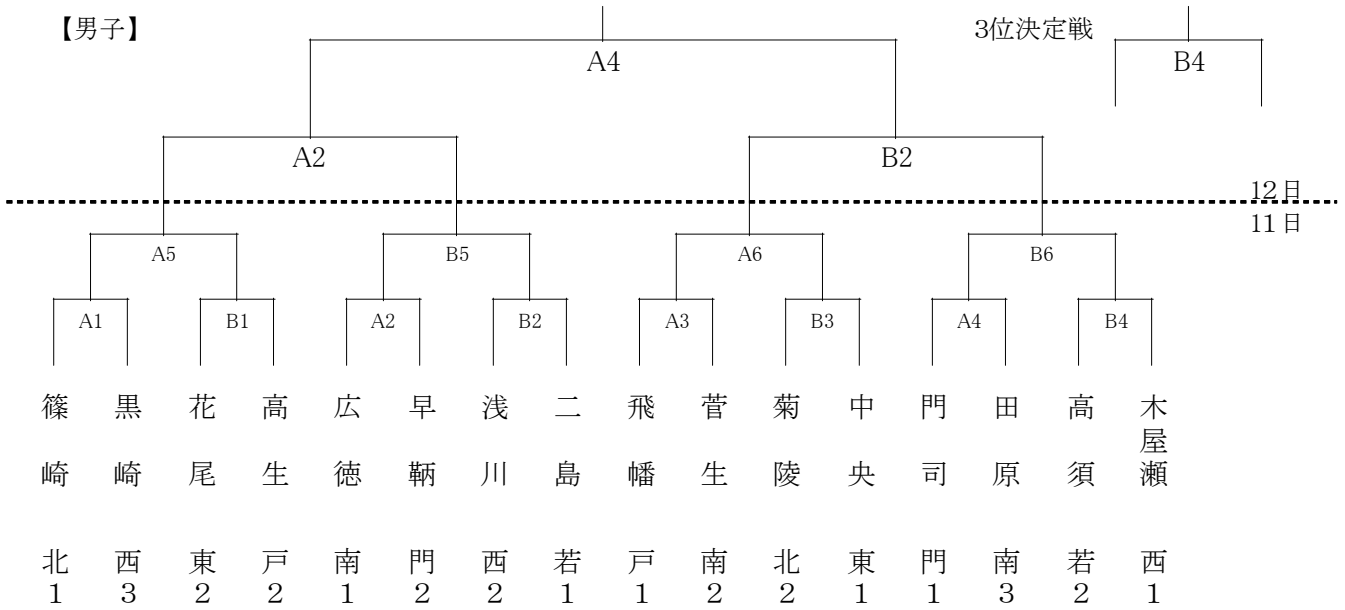 【男子】
3位決定戦
A4
B4
A2
B2
12日
11日
A5
B5
A6
B6
A1
B1
A2
B2
A3
B3
A4
B4
篠崎
黒崎
花尾
高生
広徳
早鞆
浅川
二島
飛幡
菅生
菊陵
中央
門司
田原
高須
木屋瀬
北1
西3
東2
戸2
南1
門2
西2
若1
戸1
南2
北2
東1
門1
南3
若2
西1